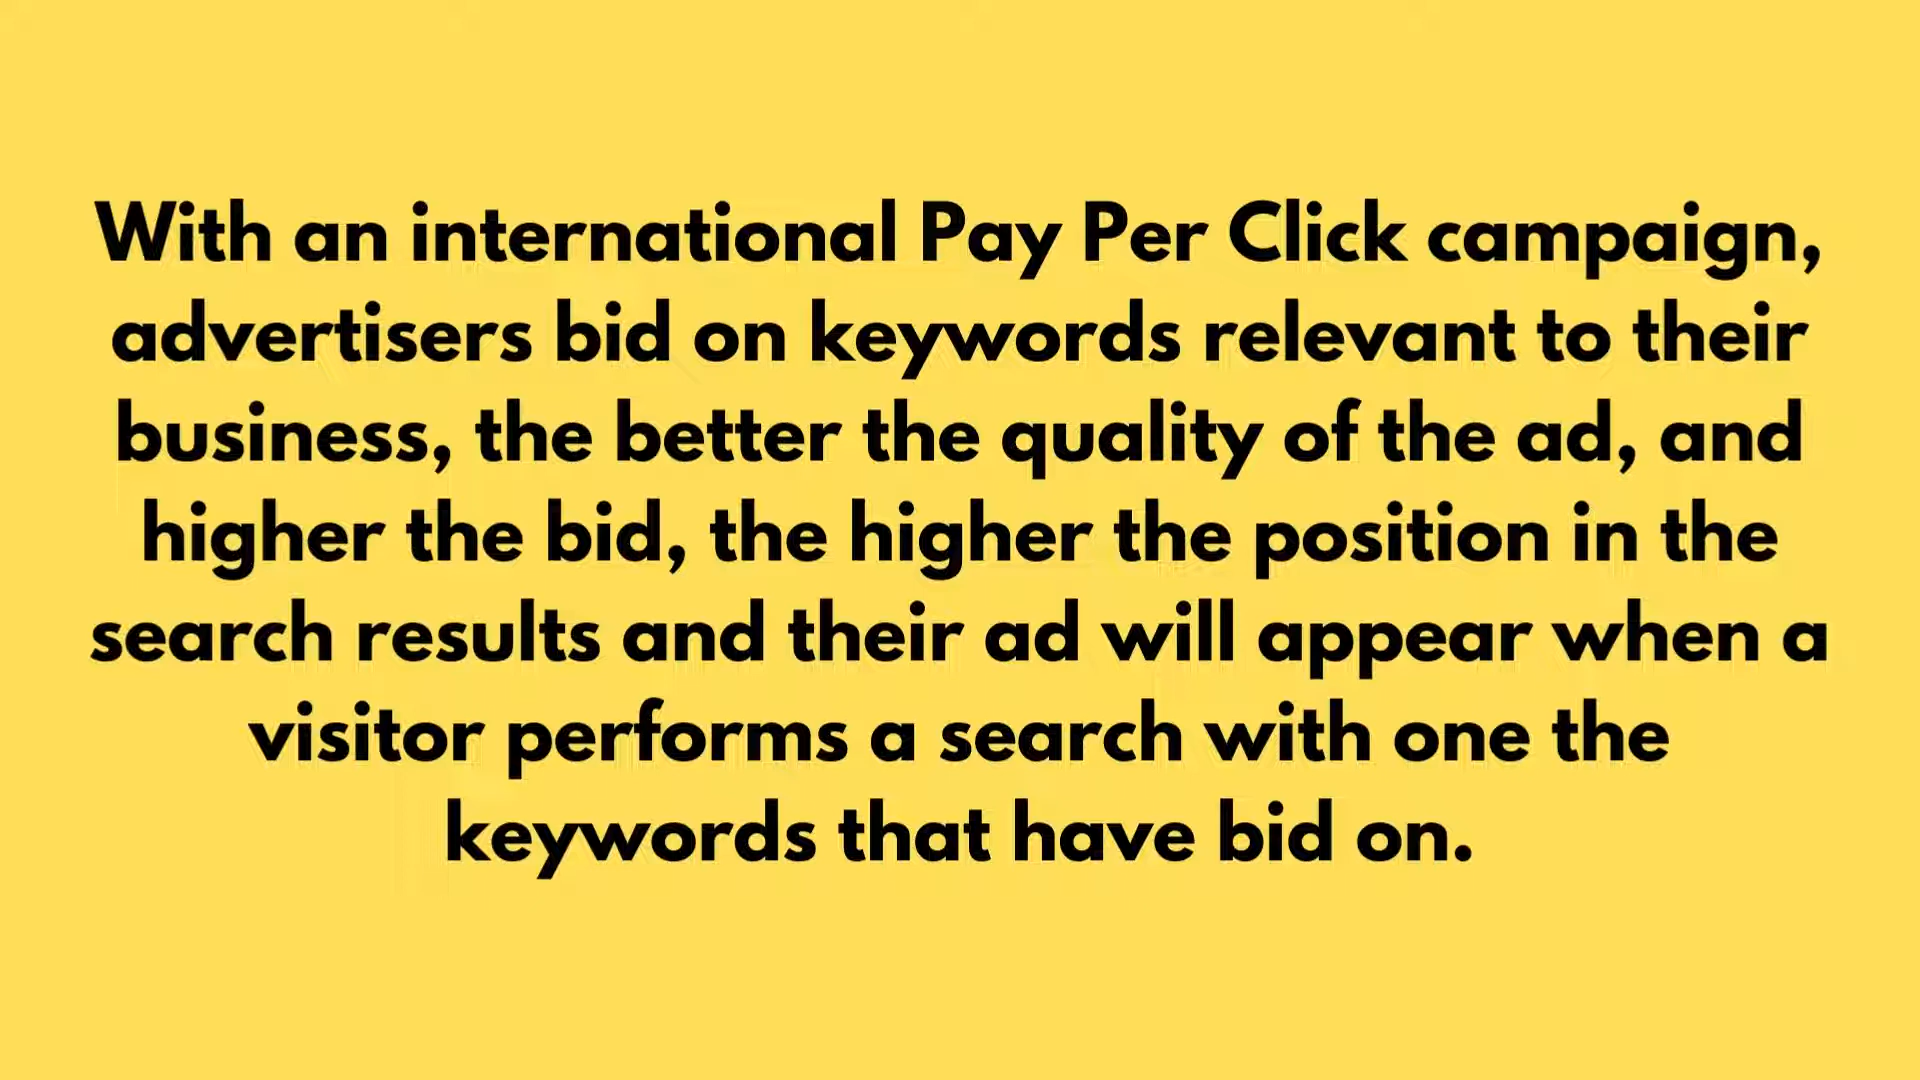 With an international Pay Per Click campaign,
advertisers bid on keywords relevant to their
business, the better the quality of the ad, and
higher the bid, the higher the position in the
search results and their ad will appear when a
visitor performs a search with one the
keywords that have bid on.